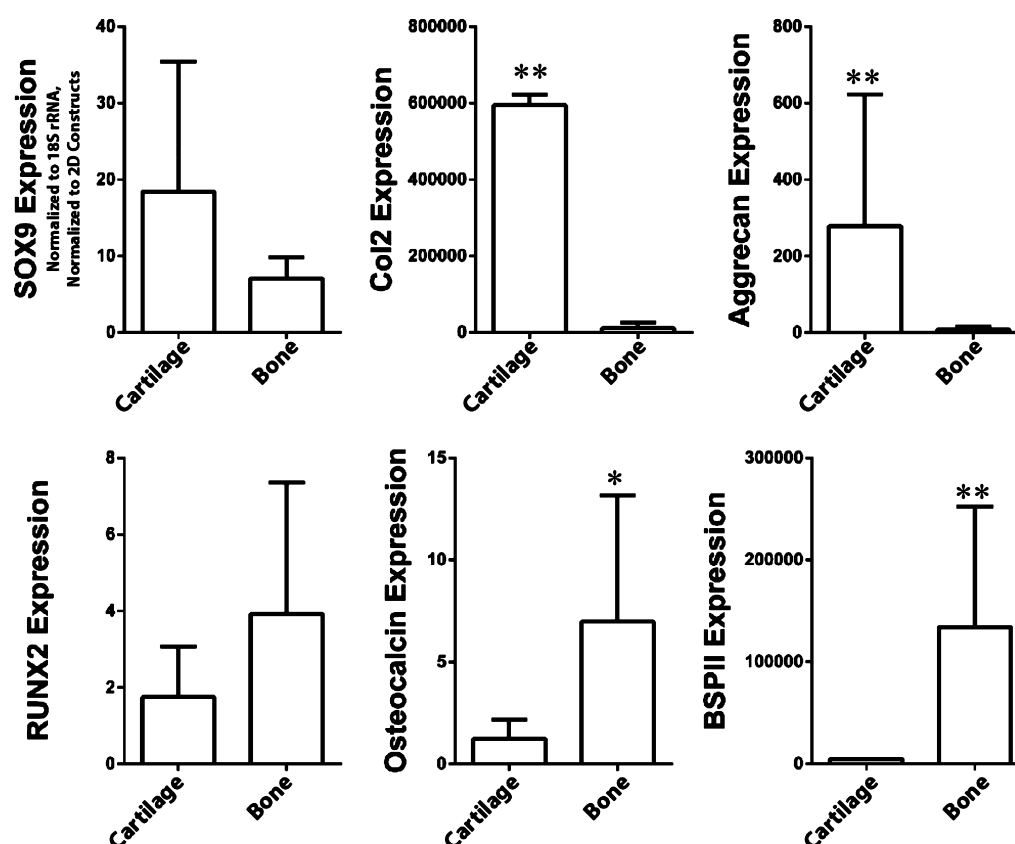 SOX9 Expression
Normalized to 18S rRNA,
Normalized to 2D Constructs
40
30
20
10
0
Cartilage
Bone
Col2 Expression
800000
600000
400000
200000
0
**
Cartilage
Bone
Aggrecan Expression
800
600
400
200
0
**
Cartilage
Bone
RUNX2 Expression
8
6
4
2
0
Cartilage
Bone
Osteocalcin Expression
15
10
5
0
*
Cartilage
Bone
BSPII Expression
300000
200000
100000
0
**
Cartilage
Bone